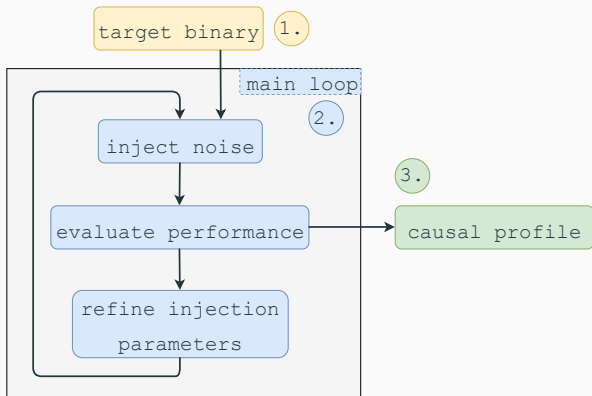 target binary
1.
main loop
2.
inject noise
3.
evaluate performance
causal profile
refine injection
parameters